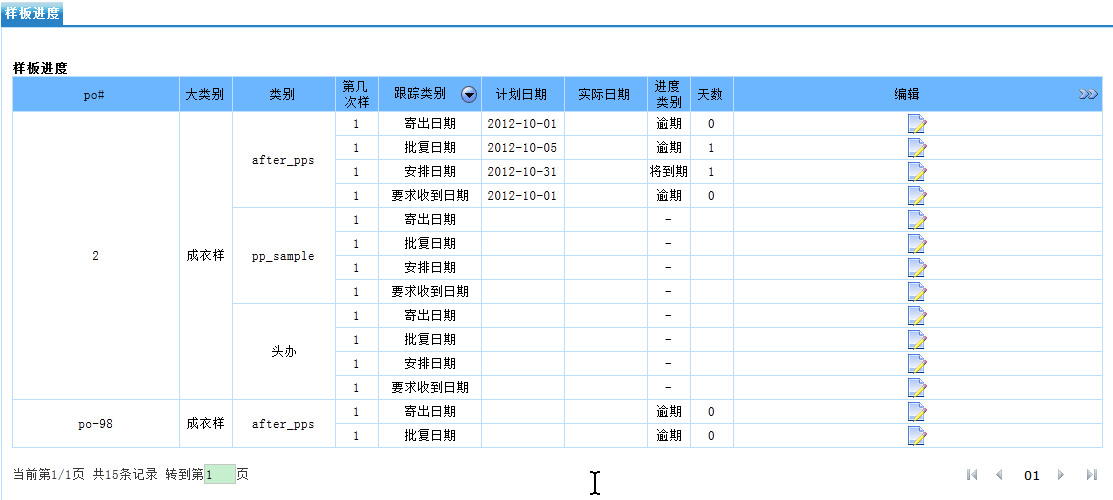 样板进度
样板进度
po# 大类别 类别 第几次样 跟踪类别 计划日期 实际日期 进度类别 天数 编辑
2 成衣样 after_pps 1 寄出日期 2012-10-01 逾期 0
1 批复日期 2012-10-05 逾期 1
1 安排日期 2012-10-31 将到期 1
1 要求收到日期 2012-10-01 逾期 0
pp_sample 1 寄出日期 -
1 批复日期 -
1 安排日期 -
1 要求收到日期 -
头办 1 寄出日期 -
1 批复日期 -
1 安排日期 -
1 要求收到日期 -
po-98 成衣样 after_pps 1 寄出日期 逾期 0
1 批复日期 逾期 0
当前第1/1页 共15条记录 转到第1页 01